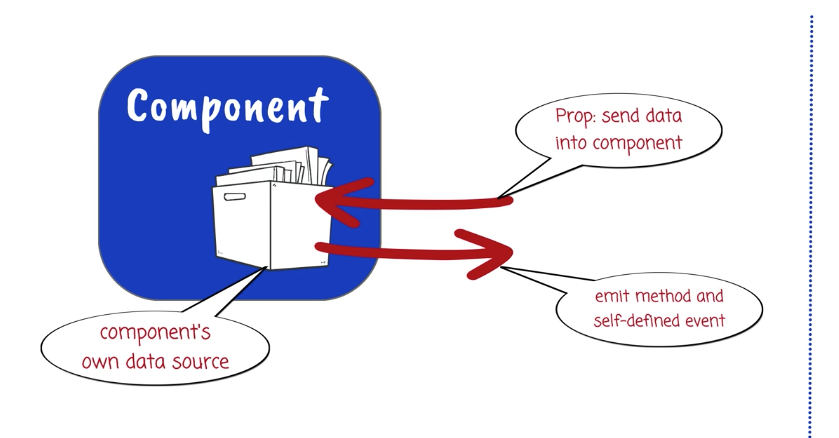 Component
Prop: send data
into component
emit method and
self-defined event
component's
own data source